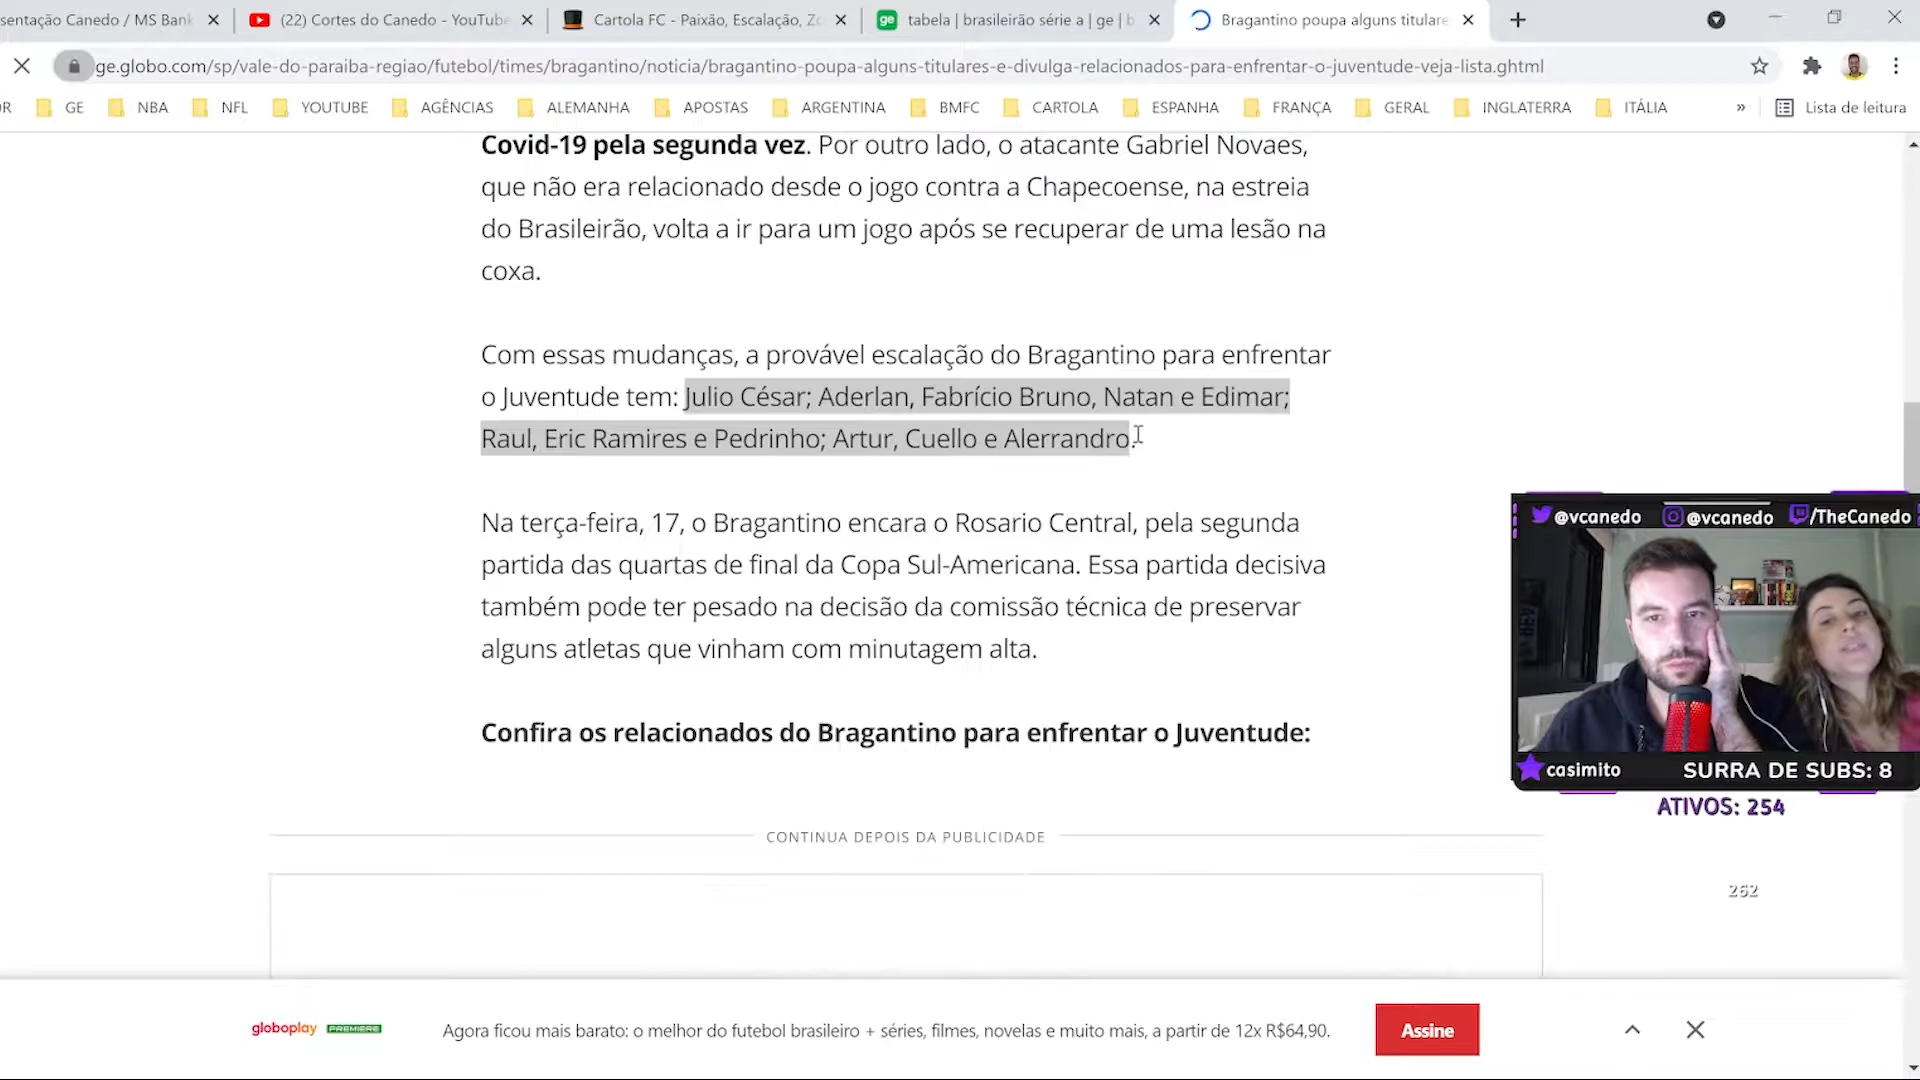 sentação Canedo / MS Bank
(22) Cortes do Canedo - YouTube
Cartola FC - Paixão, Escalação, Zo
ge tabela | brasileirão série a | ge | b
Bragantino poupa alguns titulare
ge.globo.com/sp/vale-do-paraiba-regiao/futebol/times/bragantino/noticia/bragantino-poupa-alguns-titulares-e-divulga-relacionados-para-enfrentar-o-juventude-veja-lista.ghtml
OR GE NBA NFL YOUTUBE AGÊNCIAS ALEMANHA APOSTAS ARGENTINA BMFC CARTOLA ESPANHA FRANÇA GERAL INGLATERRA ITÁLIA » Lista de leitura
Covid-19 pela segunda vez. Por outro lado, o atacante Gabriel Novaes,
que não era relacionado desde o jogo contra a Chapecoense, na estreia
do Brasileirão, volta a ir para um jogo após se recuperar de uma lesão na
coxa.
Com essas mudanças, a provável escalação do Bragantino para enfrentar
o Juventude tem: Julio César; Aderlan, Fabrício Bruno, Natan e Edimar;
Raul, Eric Ramires e Pedrinho; Artur, Cuello e Alerrandro.
Na terça-feira, 17, o Bragantino encara o Rosario Central, pela segunda
partida das quartas de final da Copa Sul-Americana. Essa partida decisiva
também pode ter pesado na decisão da comissão técnica de preservar
alguns atletas que vinham com minutagem alta.
Confira os relacionados do Bragantino para enfrentar o Juventude:
CONTINUA DEPOIS DA PUBLICIDADE
@vcanedo @vcanedo /TheCanedo
casimito SURRA DE SUBS: 8
ATIVOS: 254
262
globoplay PREMIERE Agora ficou mais barato: o melhor do futebol brasileiro + séries, filmes, novelas e muito mais, a partir de 12x R$64,90. Assine